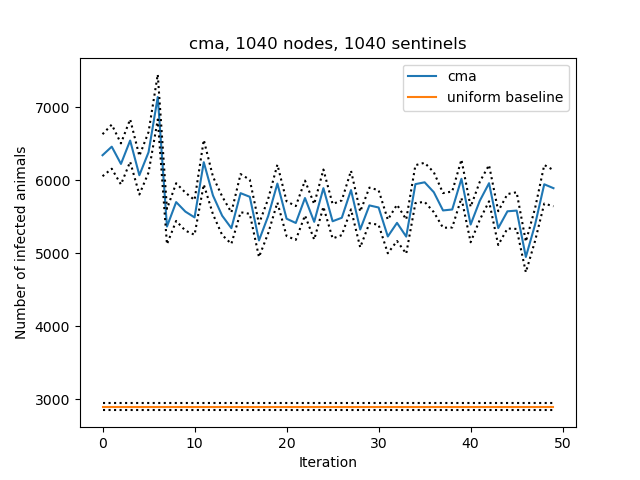 cma, 1040 nodes, 1040 sentinels
cma
uniform baseline
Number of infected animals
7000
6000
5000
4000
3000
0 10 20 30 40 50
Iteration